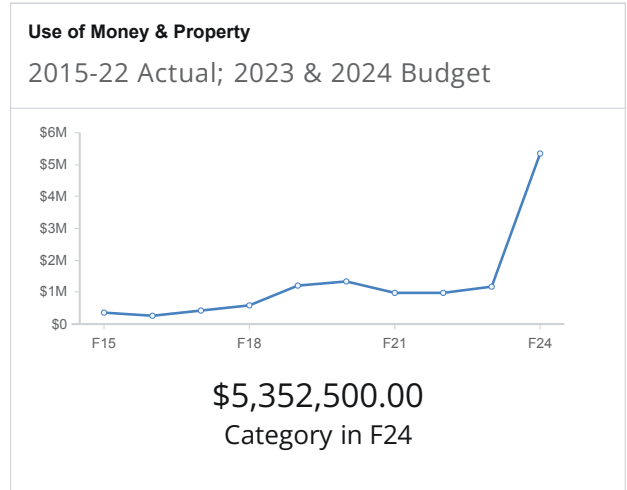 Use of Money & Property
2015-22 Actual; 2023 & 2024 Budget
$6M
$5M
$4M
$3M
$2M
$1M
$0
F15 F18 F21 F24
$5,352,500.00
Category in F24